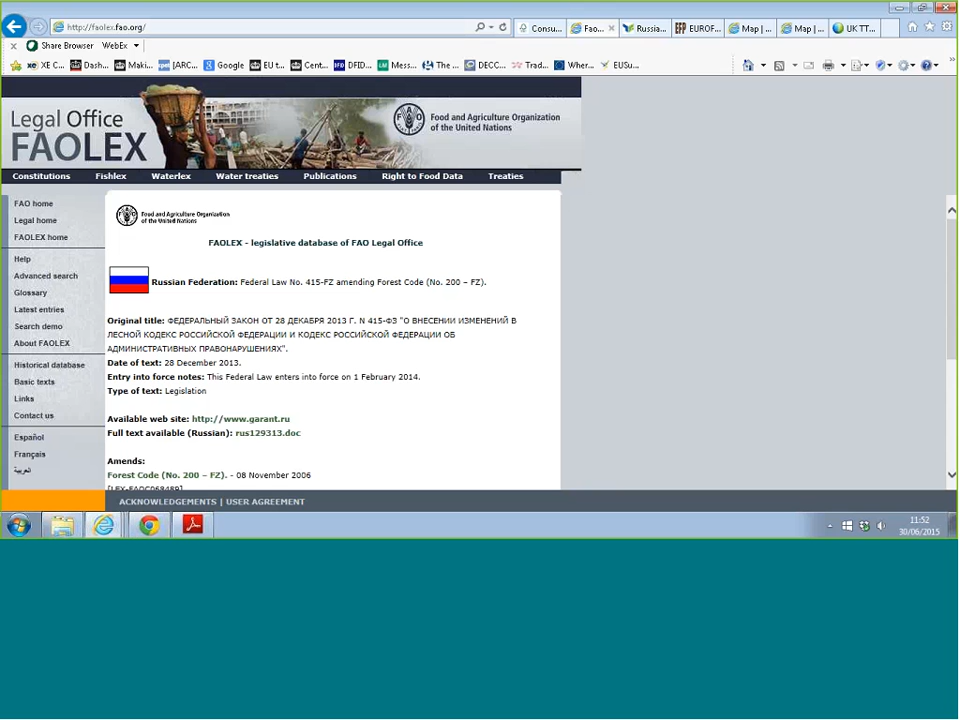 http://faolex.fao.org/
Consu...
Fao...
Russia...
EUROF...
Map | ...
Map | ...
UK TT...
Share Browser WebEx
XE C...
Dash...
Maki...
JARC...
Google
EU t...
Cent...
DFID...
Mess...
The ...
DECC...
Trad...
Wher...
EUSu...
Legal Office
FAOLEX
FAO
Food and Agriculture Organization
of the United Nations
Constitutions Fishlex Waterlex Water treaties Publications Right to Food Data Treaties
FAO home
Legal home
FAOLEX home
Help
Advanced search
Glossary
Latest entries
Search demo
About FAOLEX
Historical database
Basic texts
Links
Contact us
Español
Français
العربية
Food and Agriculture Organization
of the United Nations
FAOLEX - legislative database of FAO Legal Office
Russian Federation: Federal Law No. 415-FZ amending Forest Code (No. 200 – FZ).
Original title: ФЕДЕРАЛЬНЫЙ ЗАКОН ОТ 28 ДЕКАБРЯ 2013 Г. N 415-ФЗ "О ВНЕСЕНИИ ИЗМЕНЕНИЙ В
ЛЕСНОЙ КОДЕКС РОССИЙСКОЙ ФЕДЕРАЦИИ И КОДЕКС РОССИЙСКОЙ ФЕДЕРАЦИИ ОБ
АДМИНИСТРАТИВНЫХ ПРАВОНАРУШЕНИЯХ".
Date of text: 28 December 2013.
Entry into force notes: This Federal Law enters into force on 1 February 2014.
Type of text: Legislation
Available web site: http://www.garant.ru
Full text available (Russian): rus129313.doc
Amends:
Forest Code (No. 200 – FZ). - 08 November 2006
[LEX-FAOC068489]
ACKNOWLEDGEMENTS | USER AGREEMENT
11:52
30/06/2015